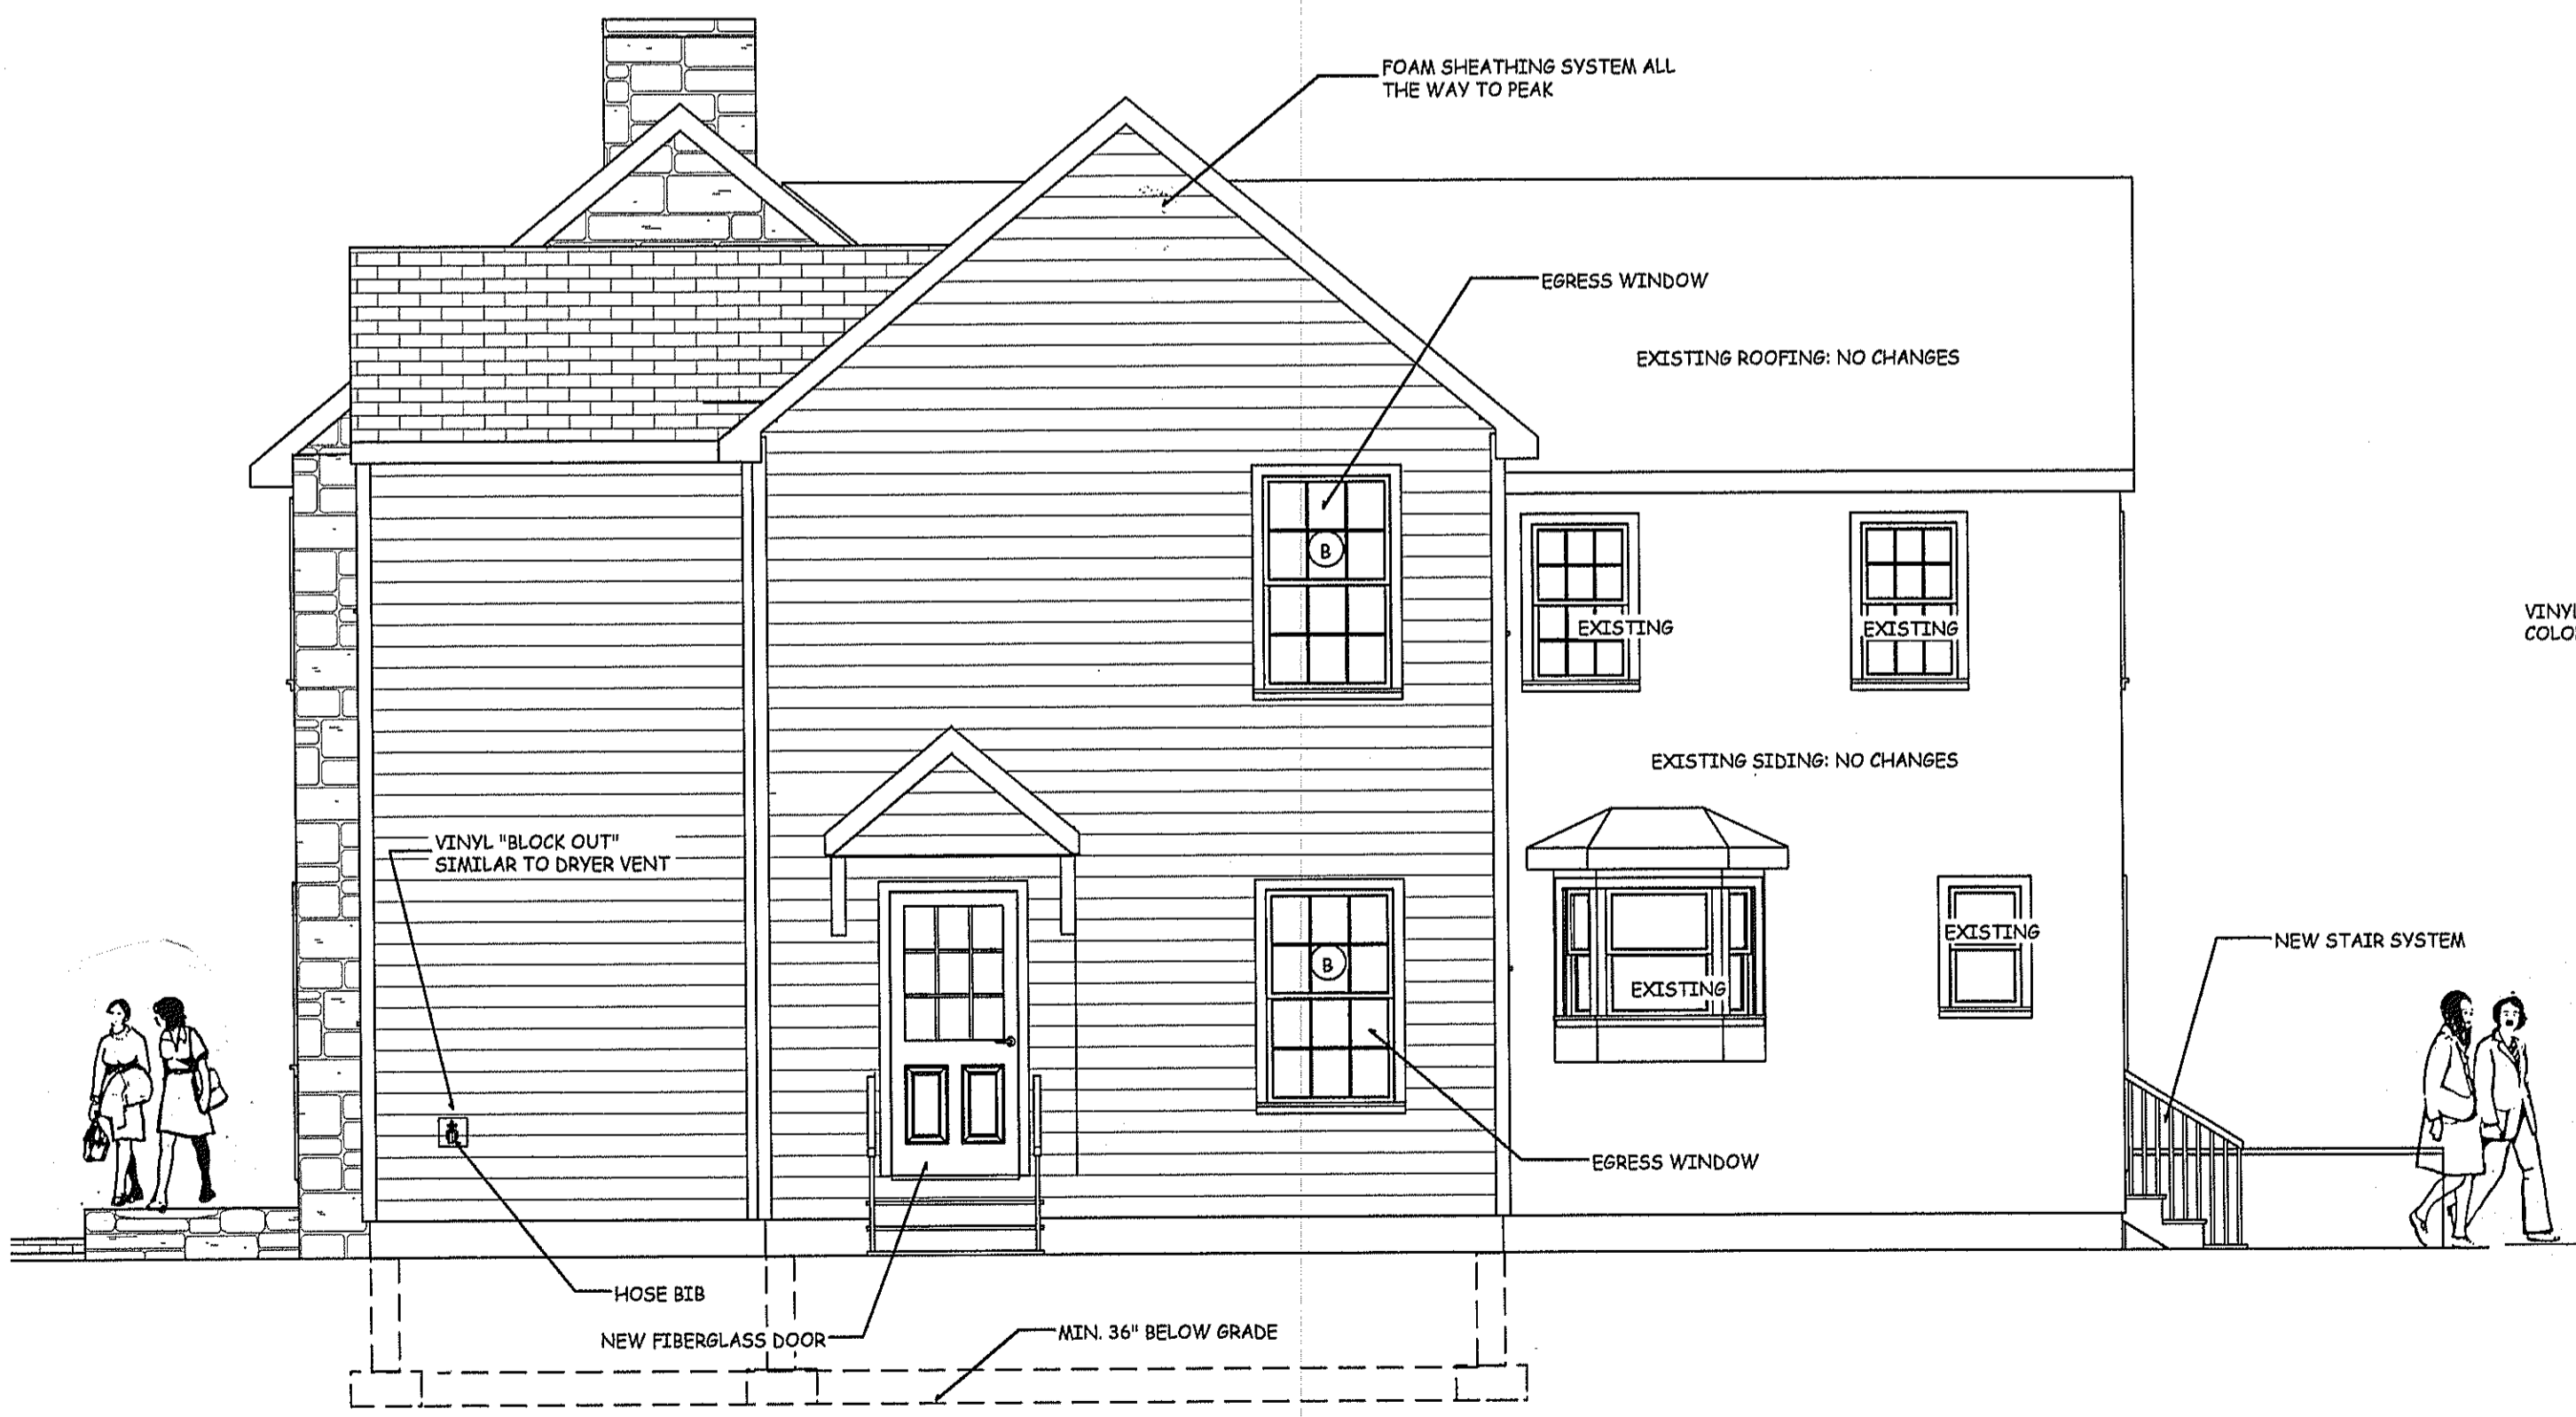 FOAM SHEATHING SYSTEM ALL
THE WAY TO PEAK
EGRESS WINDOW
EXISTING ROOFING: NO CHANGES
B
EXISTING
EXISTING
VINYL
COLO
EXISTING SIDING: NO CHANGES
VINYL "BLOCK OUT"
SIMILAR TO DRYER VENT
B
EXISTING
EXISTING
NEW STAIR SYSTEM
EGRESS WINDOW
HOSE BIB
NEW FIBERGLASS DOOR
MIN. 36" BELOW GRADE